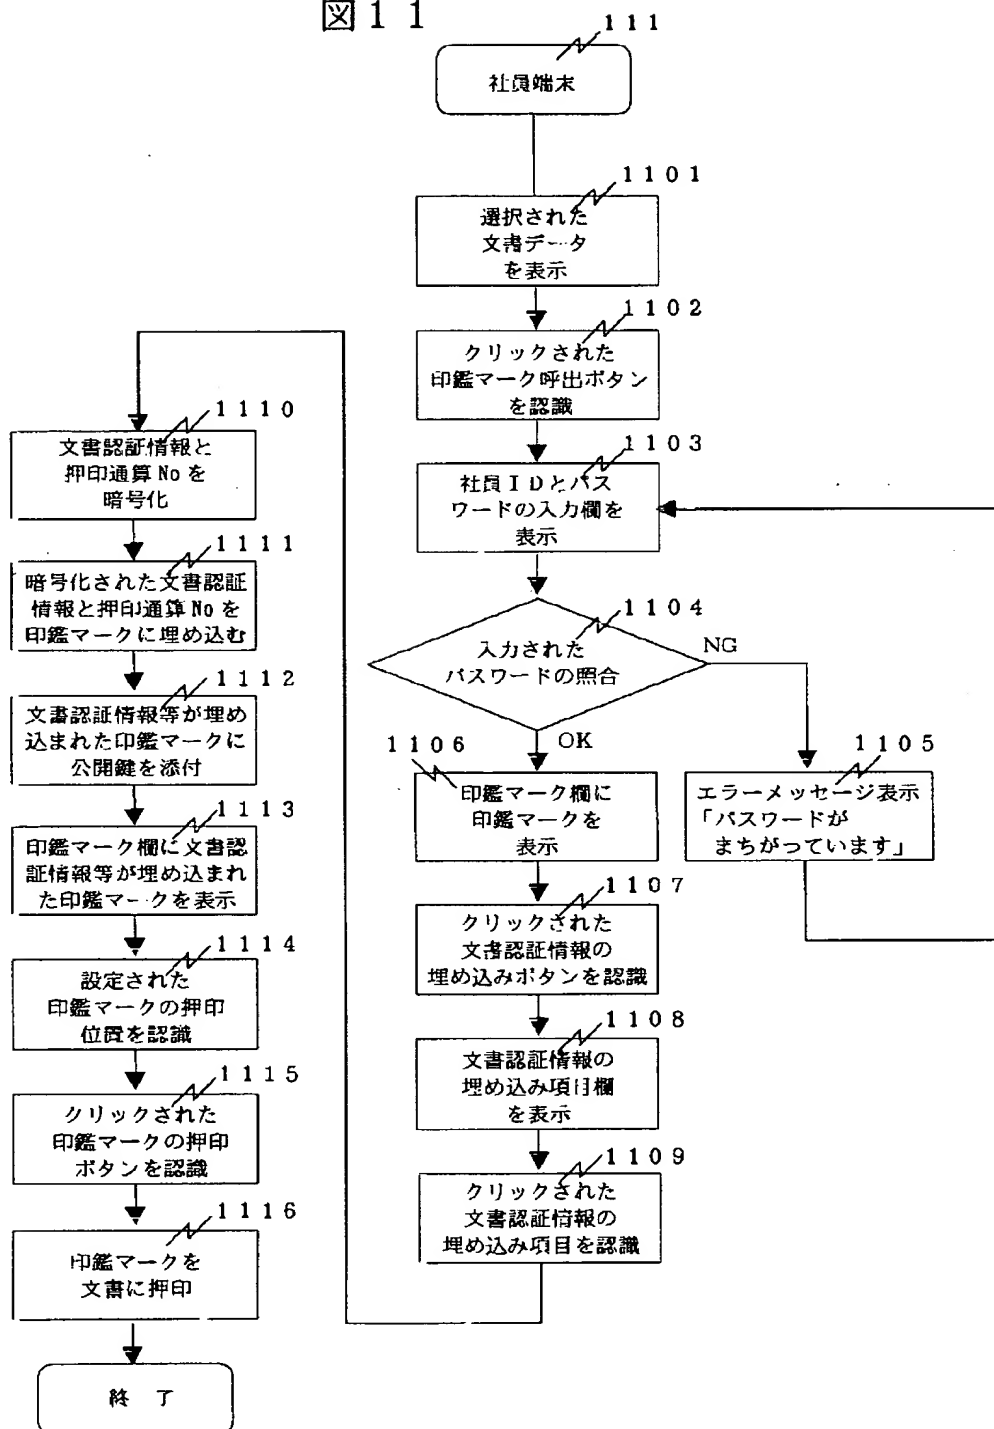 図11
111
社員端末
1101
選択された
文書データ
を表示
1102
クリックされた
印鑑マーク呼出ボタン
を認識
1103
社員IDとパス
ワードの入力欄を
表示
1104
入力された
パスワードの照合
NG
OK
1105
エラーメッセージ表示
「パスワードが
まちがっています」
1106
印鑑マーク欄に
印鑑マークを
表示
1107
クリックされた
文書認証情報の
埋め込みボタンを認識
1108
文書認証情報の
埋め込み項目欄
を表示
1109
クリックされた
文書認証情報の
埋め込み項目を認識
1110
文書認証情報と
押印通算Noを
暗号化
1111
暗号化された文書認証
情報と押印通算Noを
印鑑マークに埋め込む
1112
文書認証情報等が埋め
込まれた印鑑マークに
公開鍵を添付
1113
印鑑マーク欄に文書認
証情報等が埋め込まれ
た印鑑マークを表示
1114
設定された
印鑑マークの押印
位置を認識
1115
クリックされた
印鑑マークの押印
ボタンを認識
1116
印鑑マークを
文書に押印
終 了